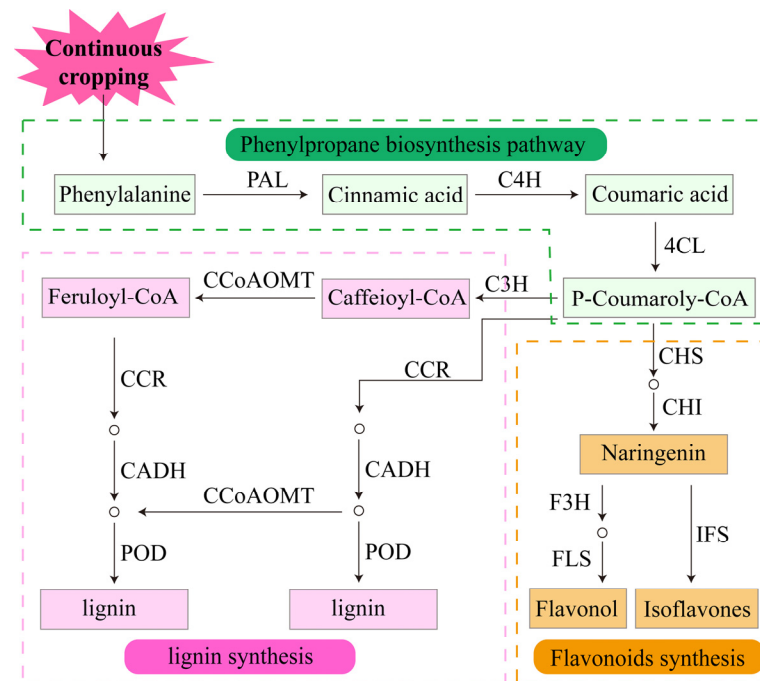 Continuous
cropping
Phenylpropane biosynthesis pathway
Phenylalanine
PAL
Cinnamic acid
C4H
Coumaric acid
4CL
Feruloyl-CoA
CCoAOMT
Caffeioyl-CoA
C3H
P-Coumaroly-CoA
CCR
CCR
CHS
CHI
Naringenin
CADH
CADH
CCoAOMT
F3H
IFS
FLS
POD
POD
lignin
lignin
Flavonol
Isoflavones
lignin synthesis
Flavonoids synthesis